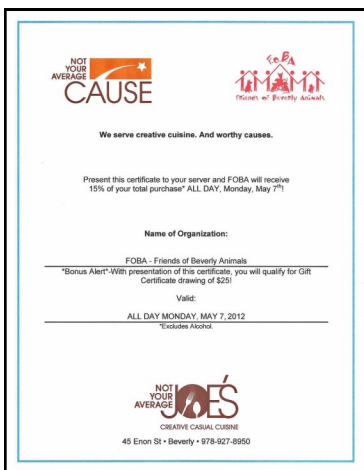 NOT
YOUR
AVERAGE
CAUSE
FoBA
Friends of Beverly Animals
We serve creative cuisine. And worthy causes.
Present this certificate to your server and FOBA will receive
15% of your total purchase* ALL DAY, Monday, May 7th!
Name of Organization:
FOBA - Friends of Beverly Animals
*Bonus Alert*-With presentation of this certificate, you will qualify for Gift
Certificate drawing of $25!
Valid:
ALL DAY MONDAY, MAY 7, 2012
*Excludes Alcohol.
NOT
YOUR
AVERAGE
JOE'S
CREATIVE CASUAL CUISINE
45 Enon St • Beverly • 978-927-8950